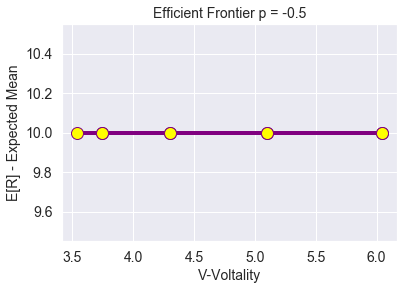 Efficient Frontier p = -0.5
E[R] - Expected Mean
10.4
10.2
10.0
9.8
9.6
3.5 4.0 4.5 5.0 5.5 6.0
V-Voltality